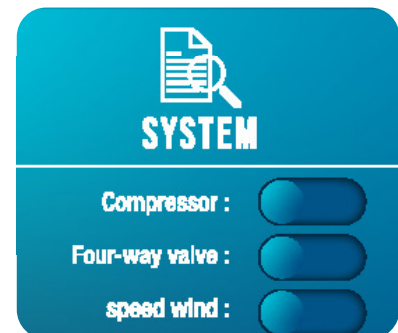 SYSTEM
Compressor :
Four-way valve :
speed wind :